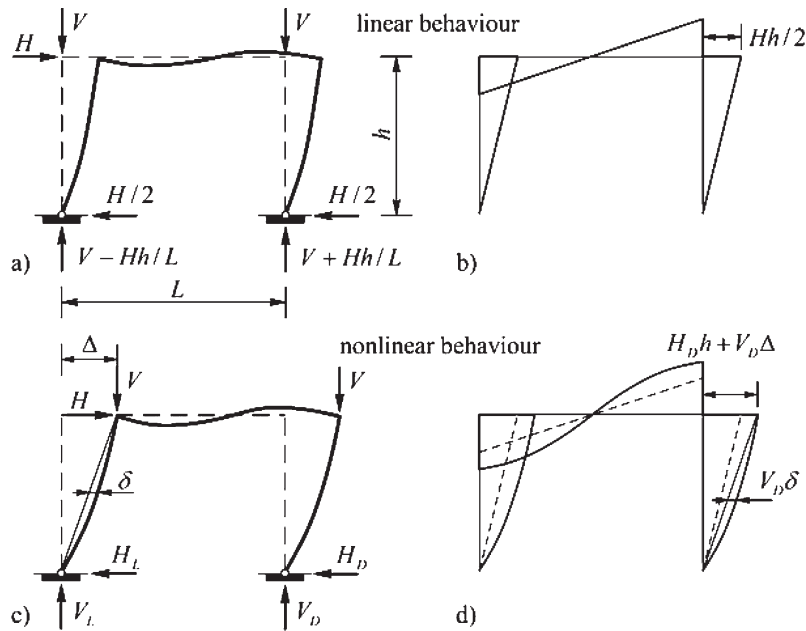 V
V
linear behaviour
H
Hh/2
h
H/2
H/2
a)
V − Hh/L
V + Hh/L
b)
L
Δ
nonlinear behaviour
V
V
H_D h + V_D Δ
H
δ
V_D δ
H_L
H_D
c)
V_L
V_D
d)